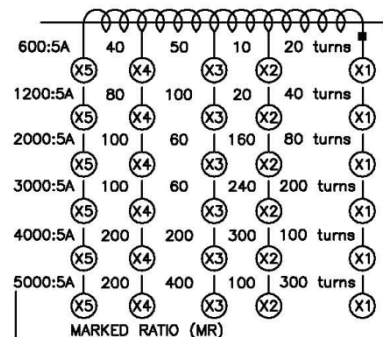 600:5A 40 50 10 20 turns
X5 X4 X3 X2 X1
1200:5A 80 100 20 40 turns
X5 X4 X3 X2 X1
2000:5A 100 60 160 80 turns
X5 X4 X3 X2 X1
3000:5A 100 60 240 200 turns
X5 X4 X3 X2 X1
4000:5A 200 200 300 100 turns
X5 X4 X3 X2 X1
5000:5A 200 400 100 300 turns
X5 X4 X3 X2 X1
MARKED RATIO (MR)